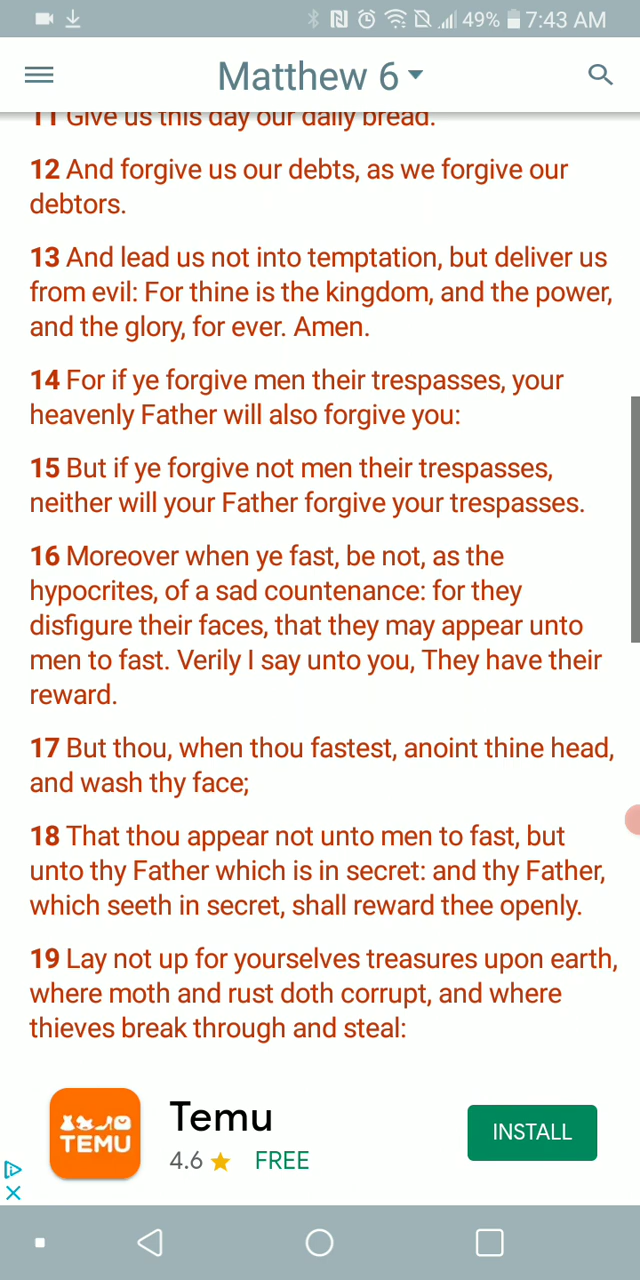 49% 7:43 AM
Matthew 6
11 Give us this day our daily bread.
12 And forgive us our debts, as we forgive our
debtors.
13 And lead us not into temptation, but deliver us
from evil: For thine is the kingdom, and the power,
and the glory, for ever. Amen.
14 For if ye forgive men their trespasses, your
heavenly Father will also forgive you:
15 But if ye forgive not men their trespasses,
neither will your Father forgive your trespasses.
16 Moreover when ye fast, be not, as the
hypocrites, of a sad countenance: for they
disfigure their faces, that they may appear unto
men to fast. Verily I say unto you, They have their
reward.
17 But thou, when thou fastest, anoint thine head,
and wash thy face;
18 That thou appear not unto men to fast, but
unto thy Father which is in secret: and thy Father,
which seeth in secret, shall reward thee openly.
19 Lay not up for yourselves treasures upon earth,
where moth and rust doth corrupt, and where
thieves break through and steal:
TEMU
Temu
4.6 FREE
INSTALL